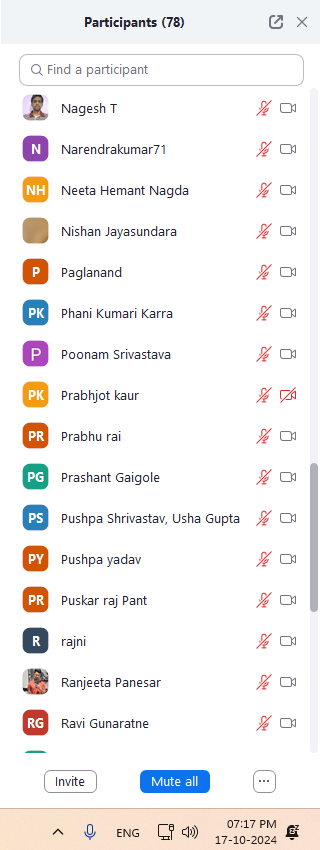 Participants (78)
Find a participant
Nagesh T
N Narendrakumar71
NH Neeta Hemant Nagda
Nishan Jayasundara
P Paglanand
PK Phani Kumari Karra
P Poonam Srivastava
PK Prabhjot kaur
PR Prabhu rai
PG Prashant Gaigole
PS Pushpa Shrivastav, Usha Gupta
PY Pushpa yadav
PR Puskar raj Pant
R rajni
Ranjeeta Panesar
RG Ravi Gunaratne
Invite Mute all ...
07:17 PM
ENG
17-10-2024